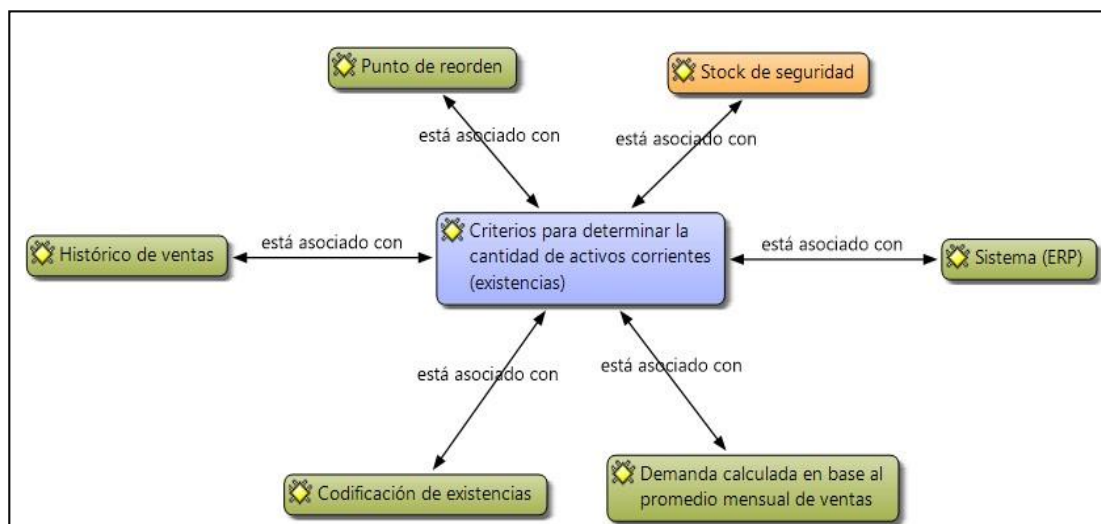 Punto de reorden
Stock de seguridad
está asociado con
está asociado con
Histórico de ventas
está asociado con
Criterios para determinar la
cantidad de activos corrientes
(existencias)
está asociado con
Sistema (ERP)
está asociado con
está asociado con
Codificación de existencias
Demanda calculada en base al
promedio mensual de ventas